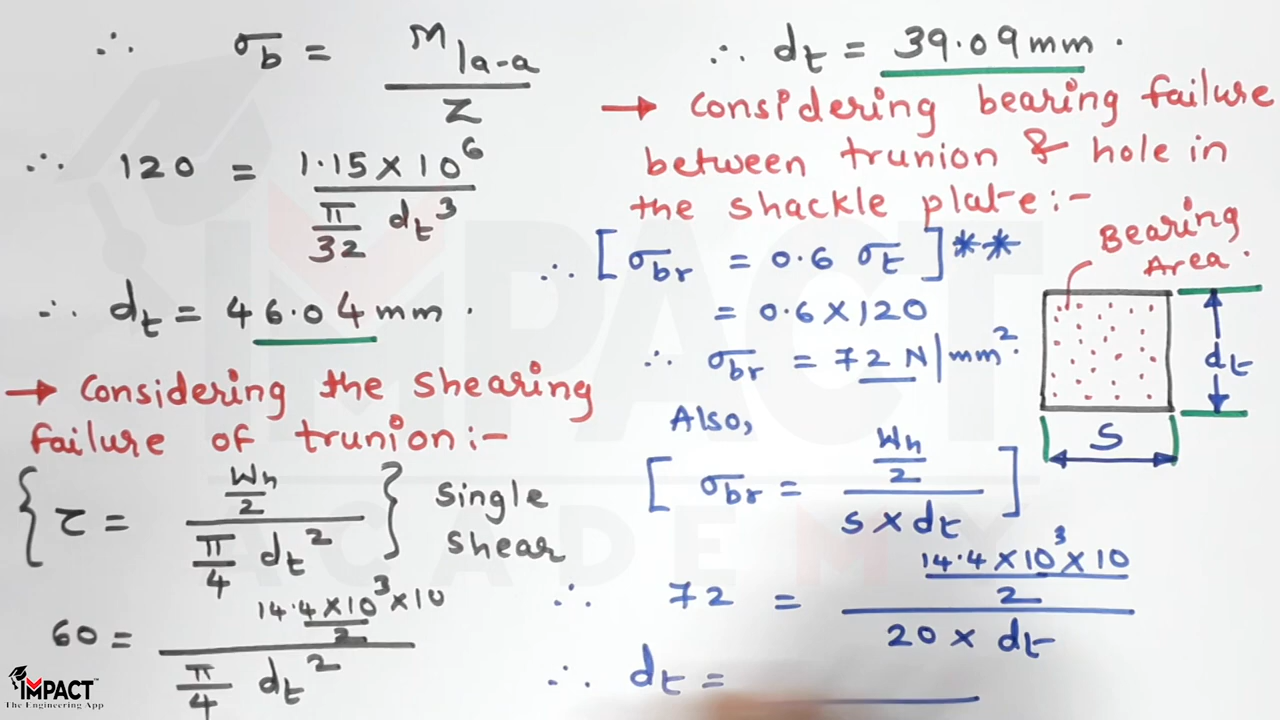 ∴ σb = M|a-a / Z
∴ 120 = 1.15 × 10^6 / (π/32 dt^3)
∴ dt = 46.04 mm.
→ Considering the shearing
failure of trunion:-
{ τ = (Wh/2) / (π/4 dt^2) } Single
shear
60 = (14.4×10^3×10 / 2) / (π/4 dt^2)
∴ dt = 39.09 mm.
→ Considering bearing failure
between trunion & hole in
the shackle plate:-
∴ [σbr = 0.6 σt]**
= 0.6 × 120
∴ σbr = 72 N|mm^2.
Also,
[σbr = (Wh/2) / (s × dt)]
∴ 72 = (14.4×10^3×10 / 2) / (20 × dt)
∴ dt =
Bearing
Area.
dt
S
IMPACT™
The Engineering App
IMPACT
ACADEMY